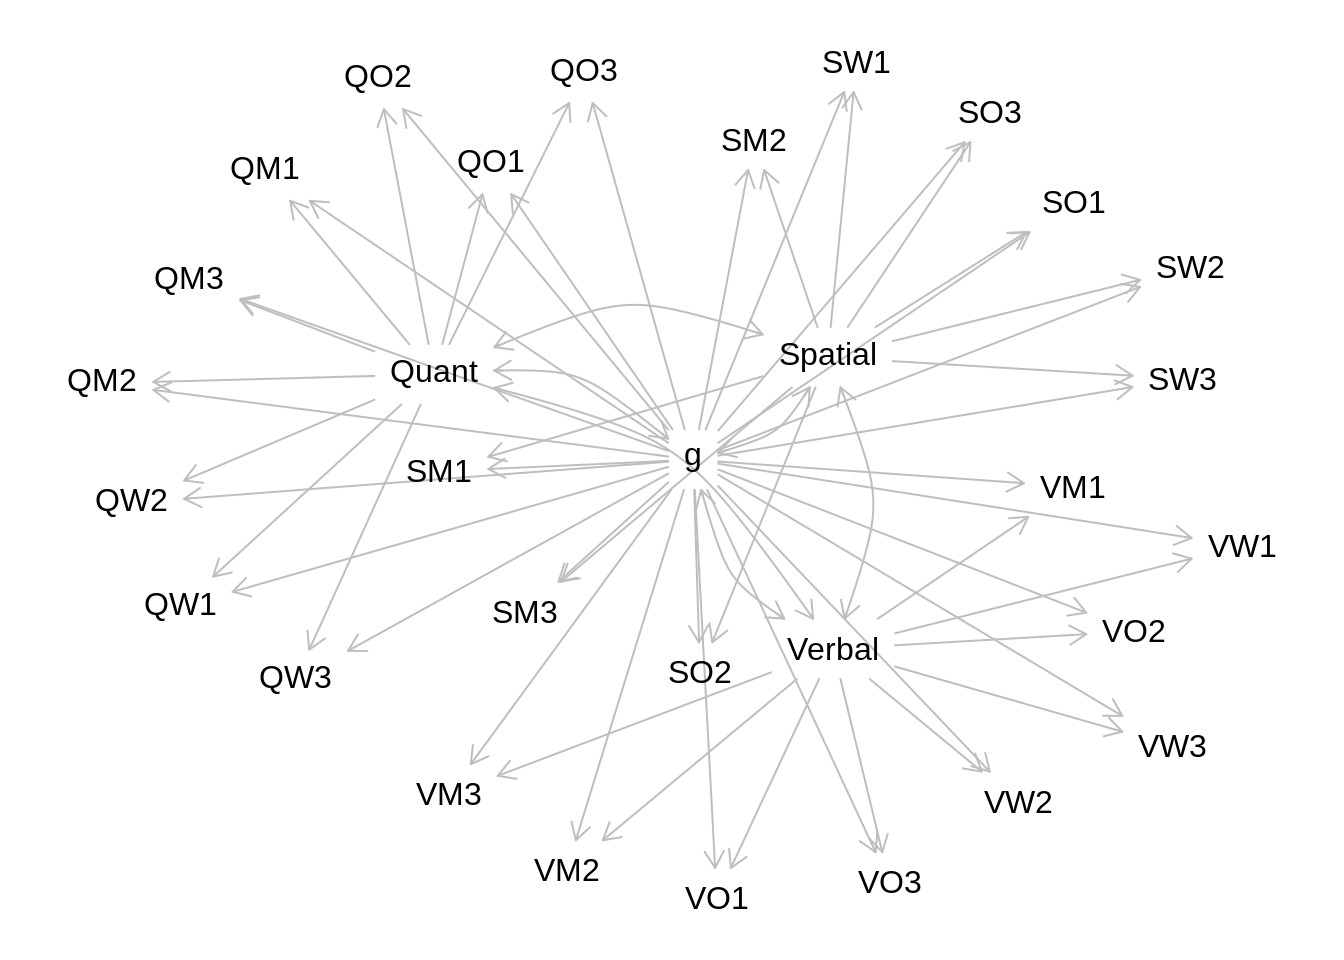 SW1
QO3
QO2
SO3
SM2
QO1
QM1
SO1
SW2
QM3
Spatial
Quant
SW3
QM2
g
SM1
VM1
QW2
VW1
QW1
SM3
VO2
Verbal
SO2
QW3
VW3
VM3
VW2
VM2
VO3
VO1